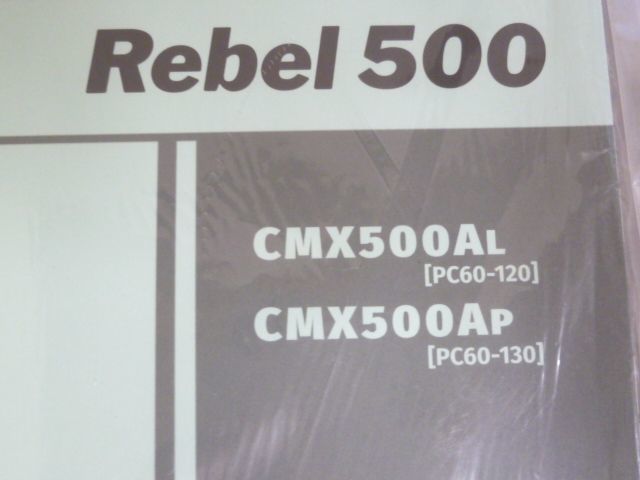 Rebel 500
CMX500AL
[PC60-120]
CMX500AP
[PC60-130]